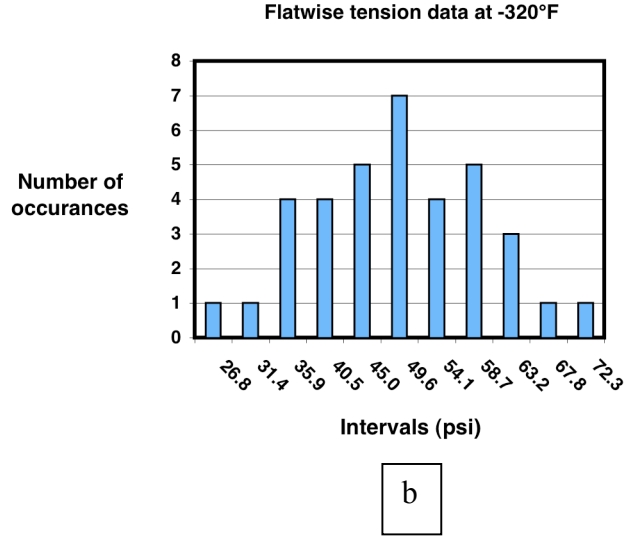 Flatwise tension data at -320°F
8
7
6
5
4
3
2
1
0
Number of
occurances
26.8 31.4 35.9 40.5 45.0 49.6 54.1 58.7 63.2 67.8 72.3
Intervals (psi)
b